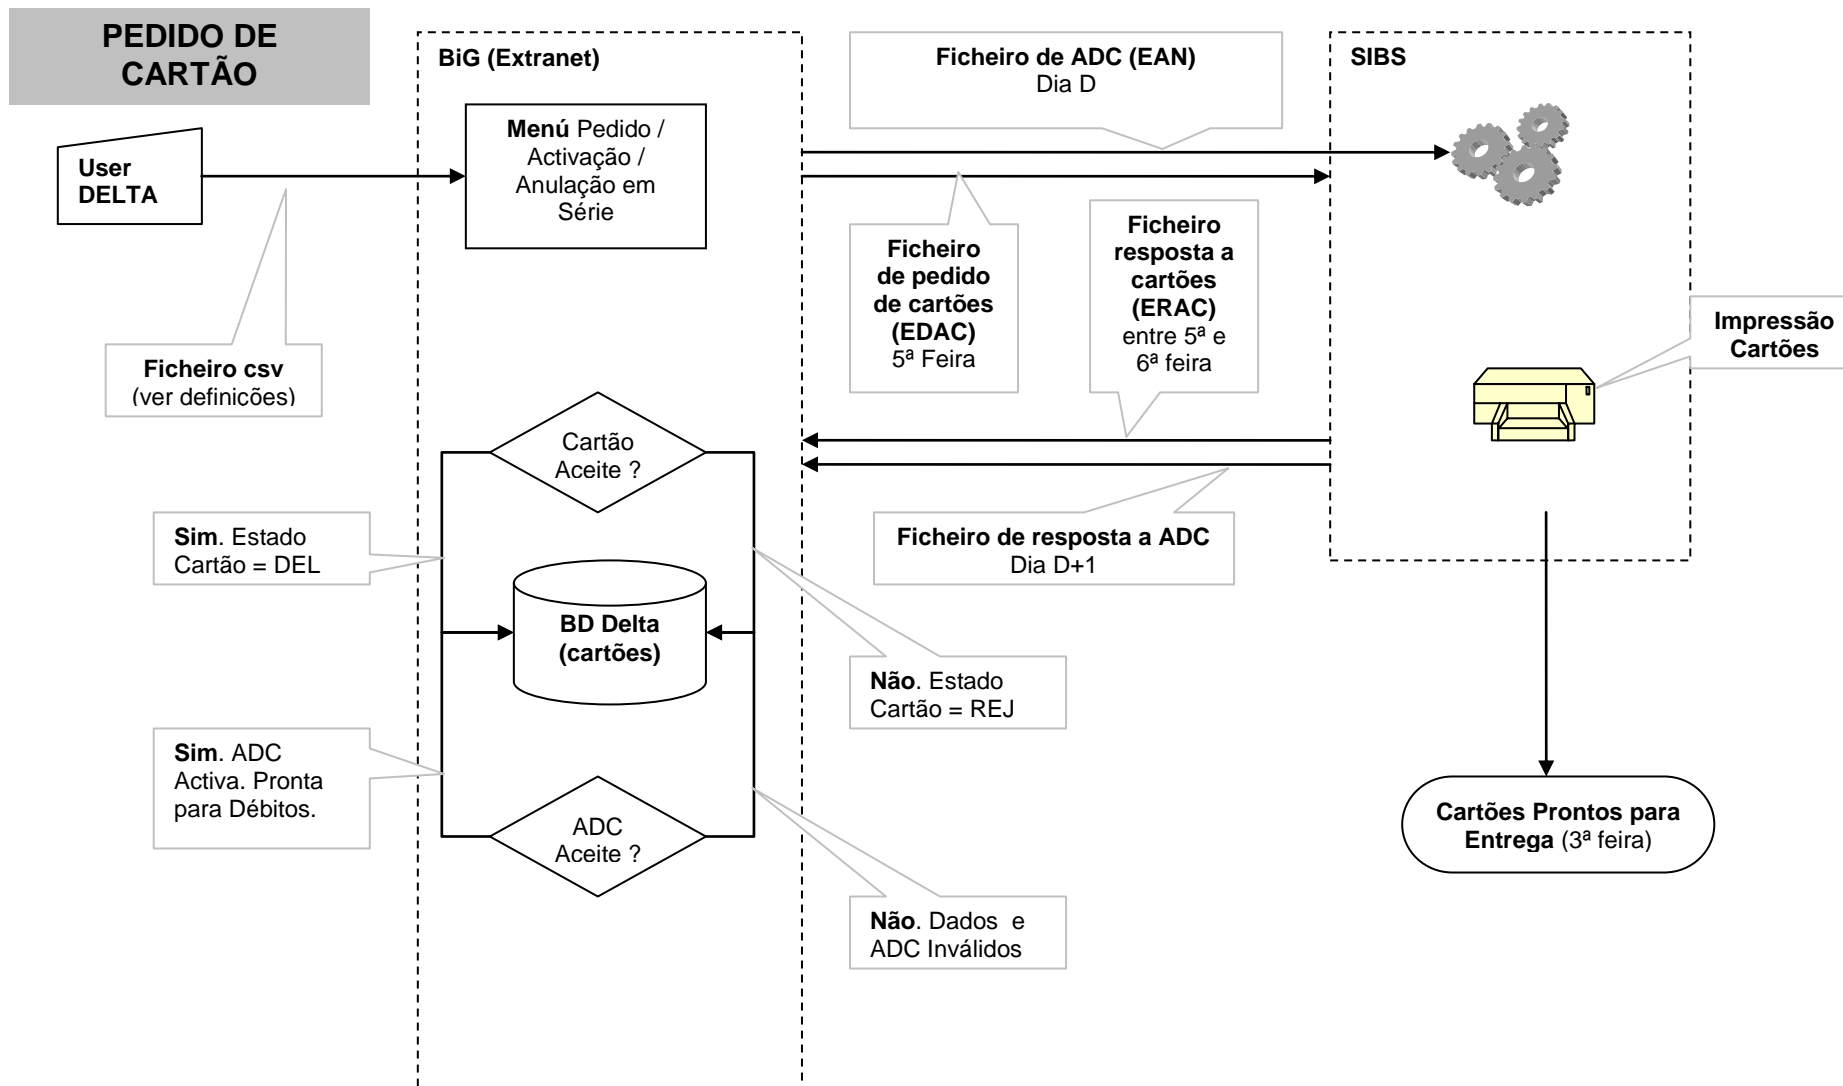 PEDIDO DE
CARTÃO
BiG (Extranet)
Ficheiro de ADC (EAN)
Dia D
SIBS
User
DELTA
Menú Pedido /
Activação /
Anulação em
Série
Ficheiro
de pedido
de cartões
(EDAC)
5ª Feira
Ficheiro
resposta a
cartões
(ERAC)
entre 5ª e
6ª feira
Impressão
Cartões
Ficheiro csv
(ver definicões)
Cartão
Aceite ?
Sim. Estado
Cartão = DEL
Ficheiro de resposta a ADC
Dia D+1
BD Delta
(cartões)
Não. Estado
Cartão = REJ
Sim. ADC
Activa. Pronta
para Débitos.
ADC
Aceite ?
Cartões Prontos para
Entrega (3ª feira)
Não. Dados e
ADC Inválidos